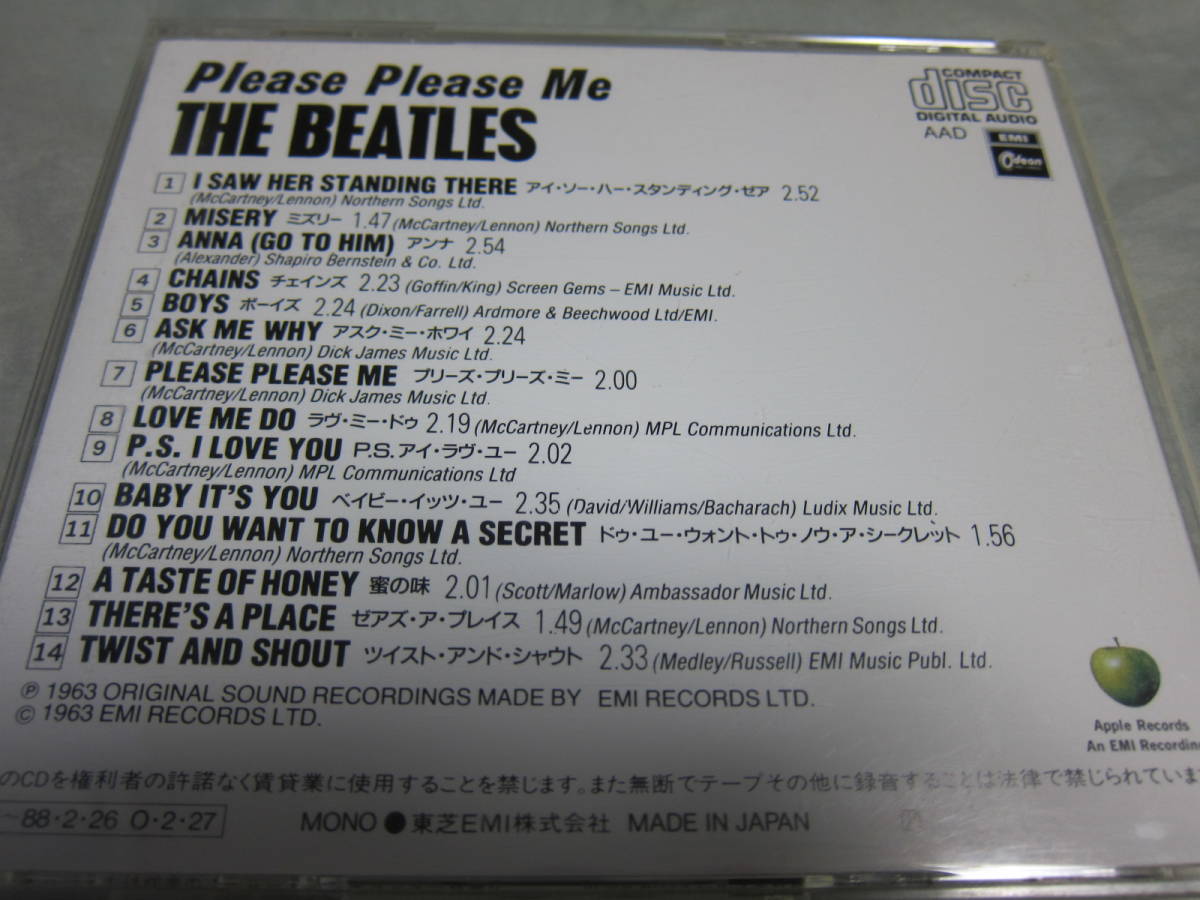 Please Please Me
THE BEATLES
COMPACT
disc
DIGITAL AUDIO
AAD
EMI
Odeon
1 I SAW HER STANDING THERE アイ・ソー・ハー・スタンディング・ゼア 2.52
(McCartney/Lennon) Northern Songs Ltd.
2 MISERY ミズリー 1.47 (McCartney/Lennon) Northern Songs Ltd.
3 ANNA (GO TO HIM) アンナ 2.54
(Alexander) Shapiro Bernstein & Co. Ltd.
4 CHAINS チェインズ 2.23 (Goffin/King) Screen Gems – EMI Music Ltd.
5 BOYS ボーイズ 2.24 (Dixon/Farrell) Ardmore & Beechwood Ltd/EMI.
6 ASK ME WHY アスク・ミー・ホワイ 2.24
(McCartney/Lennon) Dick James Music Ltd.
7 PLEASE PLEASE ME プリーズ・プリーズ・ミー 2.00
(McCartney/Lennon) Dick James Music Ltd.
8 LOVE ME DO ラヴ・ミー・ドゥ 2.19 (McCartney/Lennon) MPL Communications Ltd.
9 P.S. I LOVE YOU P.S.アイ・ラヴ・ユー 2.02
(McCartney/Lennon) MPL Communications Ltd
10 BABY IT'S YOU ベイビー・イッツ・ユー 2.35 (David/Williams/Bacharach) Ludix Music Ltd.
11 DO YOU WANT TO KNOW A SECRET ドゥ・ユー・ウォント・トゥ・ノウ・ア・シークレット 1.56
(McCartney/Lennon) Northern Songs Ltd.
12 A TASTE OF HONEY 蜜の味 2.01 (Scott/Marlow) Ambassador Music Ltd.
13 THERE'S A PLACE ゼアズ・ア・プレイス 1.49 (McCartney/Lennon) Northern Songs Ltd.
14 TWIST AND SHOUT ツイスト・アンド・シャウト 2.33 (Medley/Russell) EMI Music Publ. Ltd.
℗ 1963 ORIGINAL SOUND RECORDINGS MADE BY EMI RECORDS LTD.
© 1963 EMI RECORDS LTD.
Apple Records
An EMI Recording
のCDを権利者の許諾なく賃貸業に使用することを禁じます。また無断でテープその他に録音することは法律で禁じられています
〜88・2・26 O・2・27
MONO ● 東芝EMI株式会社 MADE IN JAPAN